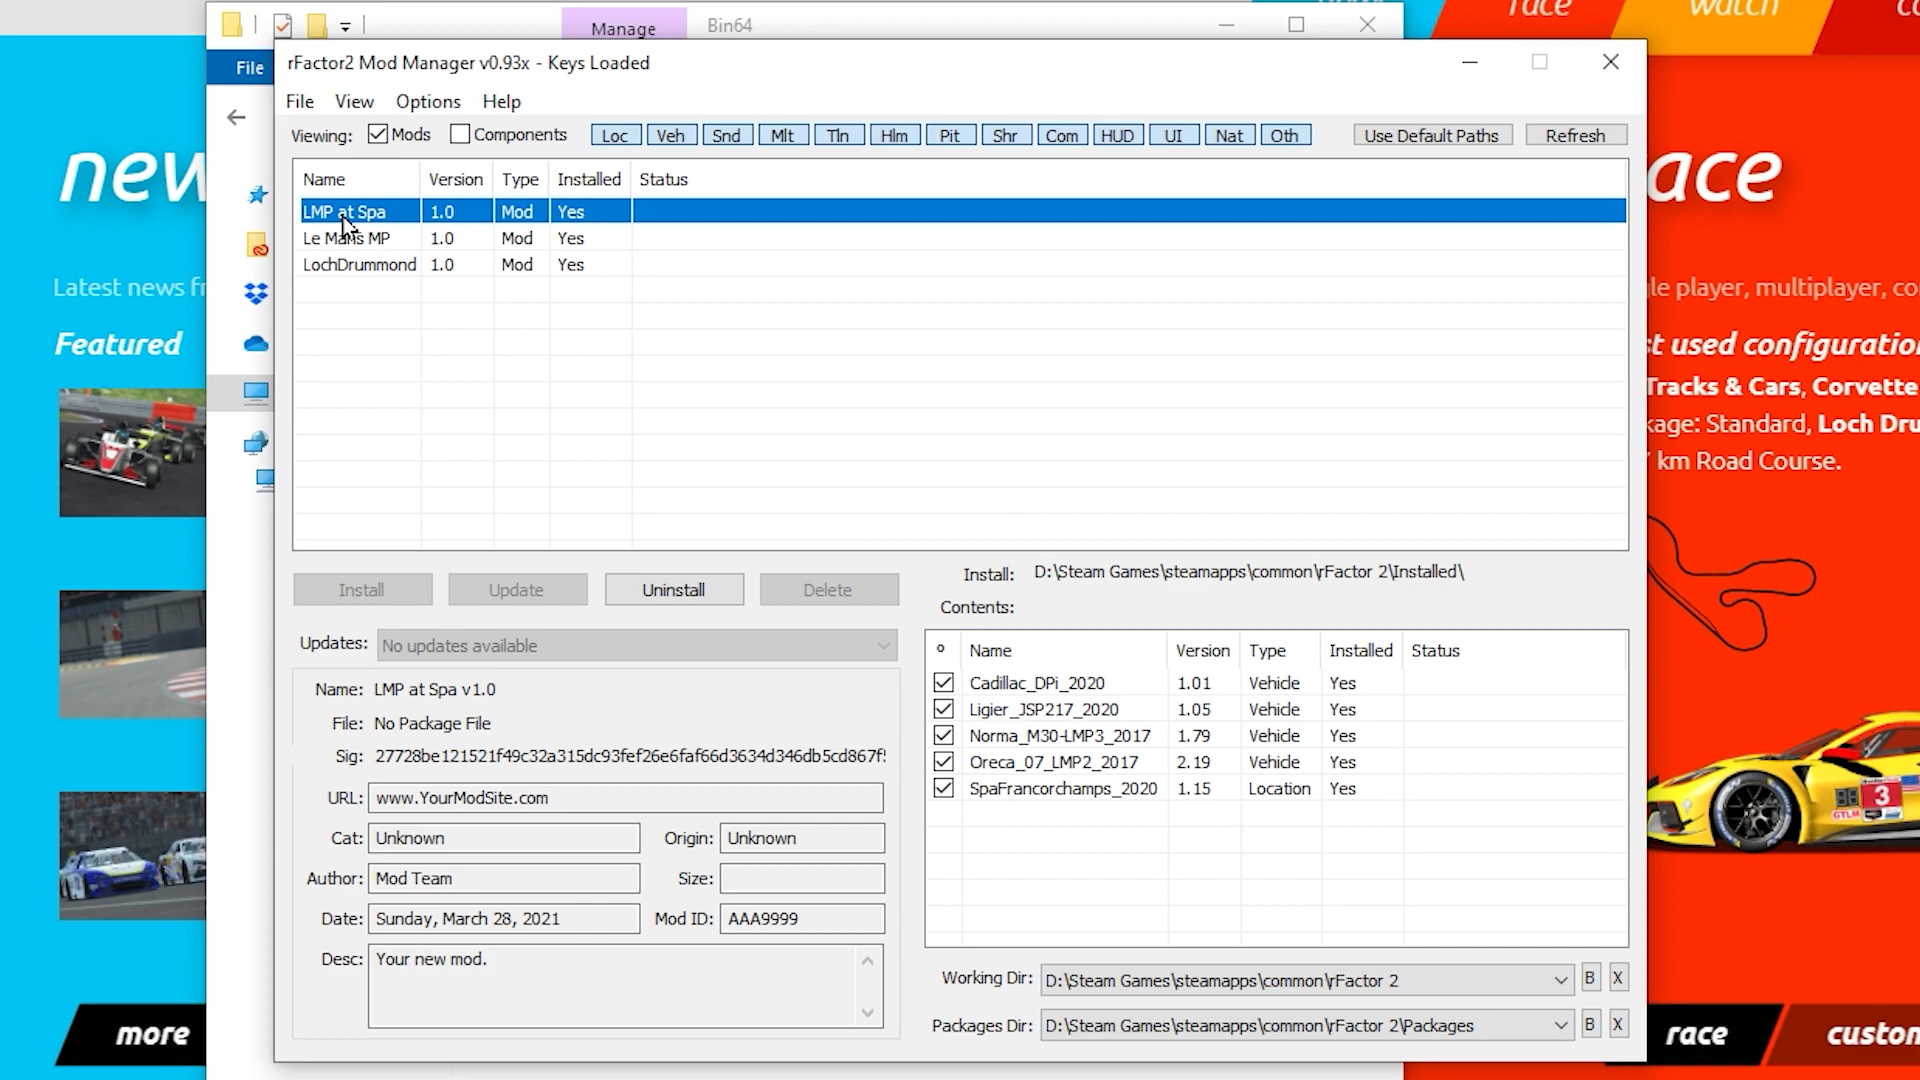 Manage
Bin64
race
watch
File
rFactor2 Mod Manager v0.93x - Keys Loaded
File View Options Help
Viewing: Mods Components Loc Veh Snd Mlt Tln Hlm Pit Shr Com HUD UI Nat Oth Use Default Paths Refresh
Name Version Type Installed Status
LMP at Spa 1.0 Mod Yes
Le Mans MP 1.0 Mod Yes
LochDrummond 1.0 Mod Yes
new
Latest news fr
Featured
ace
le player, multiplayer, co
t used configuration
Tracks & Cars, Corvette
kage: Standard, Loch Dru
km Road Course.
Install Update Uninstall Delete
Install: D:\Steam Games\steamapps\common\rFactor 2\Installed\
Contents:
Updates: No updates available
Name Version Type Installed Status
Cadillac_DPi_2020 1.01 Vehicle Yes
Ligier_JSP217_2020 1.05 Vehicle Yes
Norma_M30-LMP3_2017 1.79 Vehicle Yes
Oreca_07_LMP2_2017 2.19 Vehicle Yes
SpaFrancorchamps_2020 1.15 Location Yes
Name: LMP at Spa v1.0
File: No Package File
Sig: 27728be121521f49c32a315dc93fef26e6faf66d3634d346db5cd867f
URL: www.YourModSite.com
Cat: Unknown Origin: Unknown
Author: Mod Team Size:
Date: Sunday, March 28, 2021 Mod ID: AAA9999
Desc: Your new mod.
Working Dir: D:\Steam Games\steamapps\common\rFactor 2 B X
Packages Dir: D:\Steam Games\steamapps\common\rFactor 2\Packages B X
3
GTLM
more
race
custom